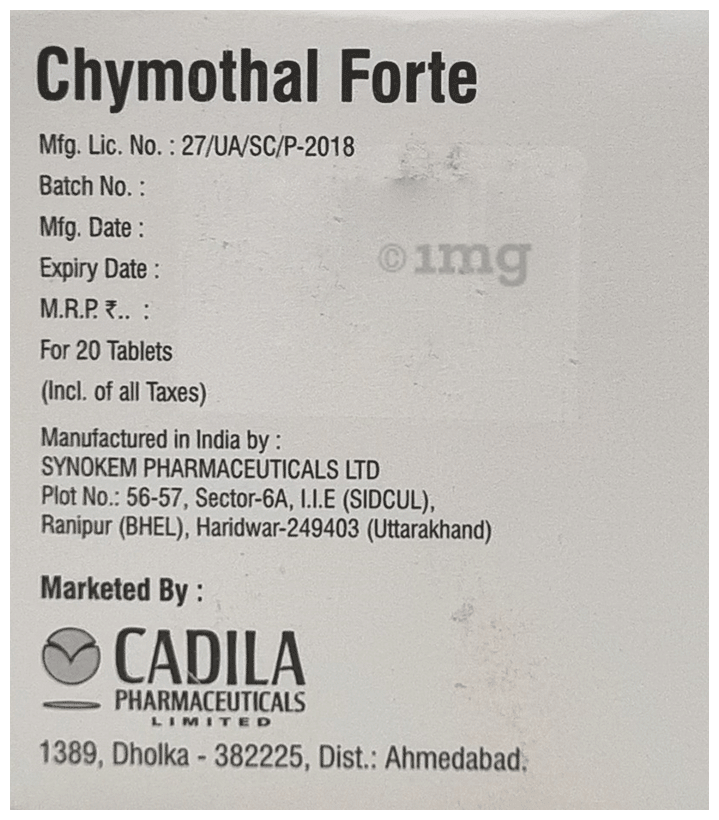 Chymothal Forte
Mfg. Lic. No. : 27/UA/SC/P-2018
Batch No. :
Mfg. Date :
©1mg
Expiry Date :
M.R.P. ₹.. :
For 20 Tablets
(Incl. of all Taxes)
Manufactured in India by :
SYNOKEM PHARMACEUTICALS LTD
Plot No.: 56-57, Sector-6A, I.I.E (SIDCUL),
Ranipur (BHEL), Haridwar-249403 (Uttarakhand)
Marketed By :
CADILA
PHARMACEUTICALS
LIMITED
1389, Dholka - 382225, Dist.: Ahmedabad.